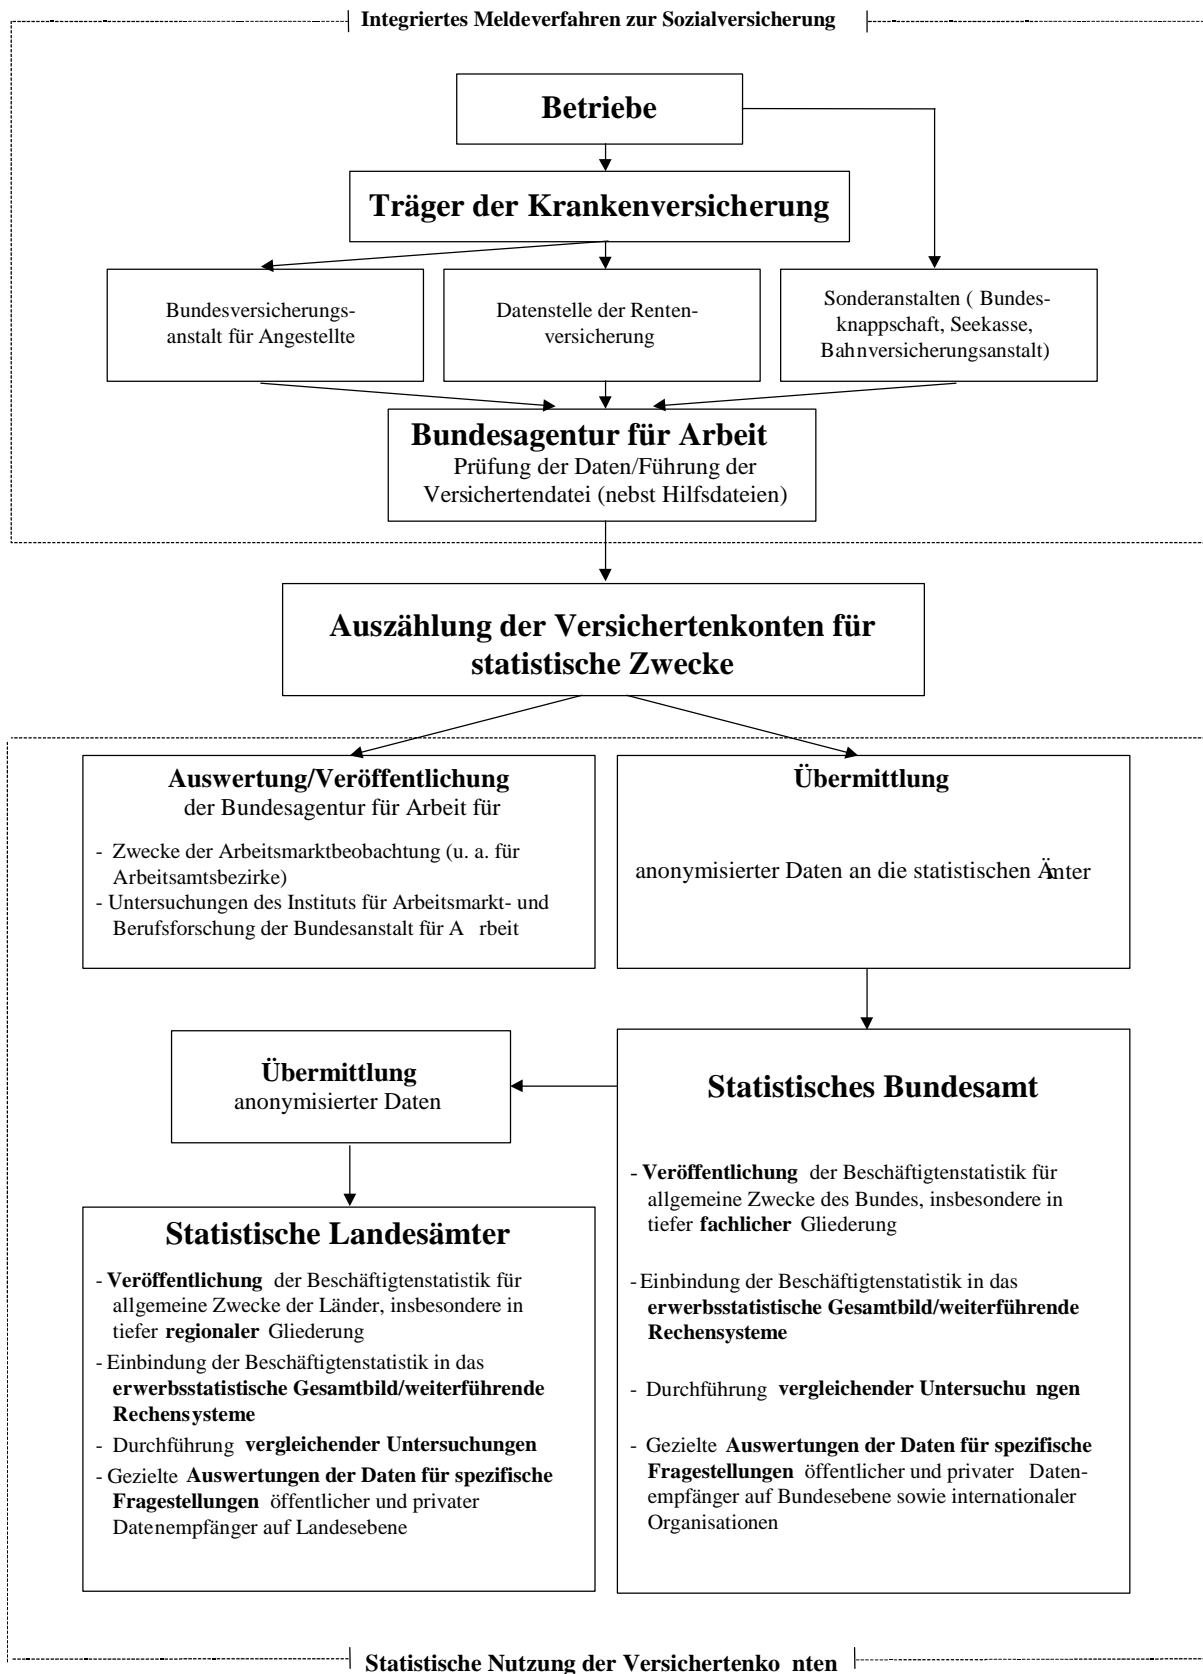 Integriertes Meldeverfahren zur Sozialversicherung
Betriebe
Träger der Krankenversicherung
Bundesversicherungs-
anstalt für Angestellte
Datenstelle der Renten-
versicherung
Sonderanstalten ( Bundes-
knappschaft, Seekasse,
Bahnversicherungsanstalt)
Bundesagentur für Arbeit
Prüfung der Daten/Führung der
Versichertendatei (nebst Hilfsdateien)
Auszählung der Versichertenkonten für
statistische Zwecke
Auswertung/Veröffentlichung
der Bundesagentur für Arbeit für
- Zwecke der Arbeitsmarktbeobachtung (u. a. für
Arbeitsamtsbezirke)
- Untersuchungen des Instituts für Arbeitsmarkt- und
Berufsforschung der Bundesanstalt für A rbeit
Übermittlung
anonymisierter Daten an die statistischen Ämter
Übermittlung
anonymisierter Daten
Statistisches Bundesamt
- Veröffentlichung der Beschäftigtenstatistik für
allgemeine Zwecke des Bundes, insbesondere in
tiefer fachlicher Gliederung
- Einbindung der Beschäftigtenstatistik in das
erwerbsstatistische Gesamtbild/weiterführende
Rechensysteme
- Durchführung vergleichender Untersuchu ngen
- Gezielte Auswertungen der Daten für spezifische
Fragestellungen öffentlicher und privater Daten-
empfänger auf Bundesebene sowie internationaler
Organisationen
Statistische Landesämter
- Veröffentlichung der Beschäftigtenstatistik für
allgemeine Zwecke der Länder, insbesondere in
tiefer regionaler Gliederung
- Einbindung der Beschäftigtenstatistik in das
erwerbsstatistische Gesamtbild/weiterführende
Rechensysteme
- Durchführung vergleichender Untersuchungen
- Gezielte Auswertungen der Daten für spezifische
Fragestellungen öffentlicher und privater
Datenempfänger auf Landesebene
Statistische Nutzung der Versichertenko nten